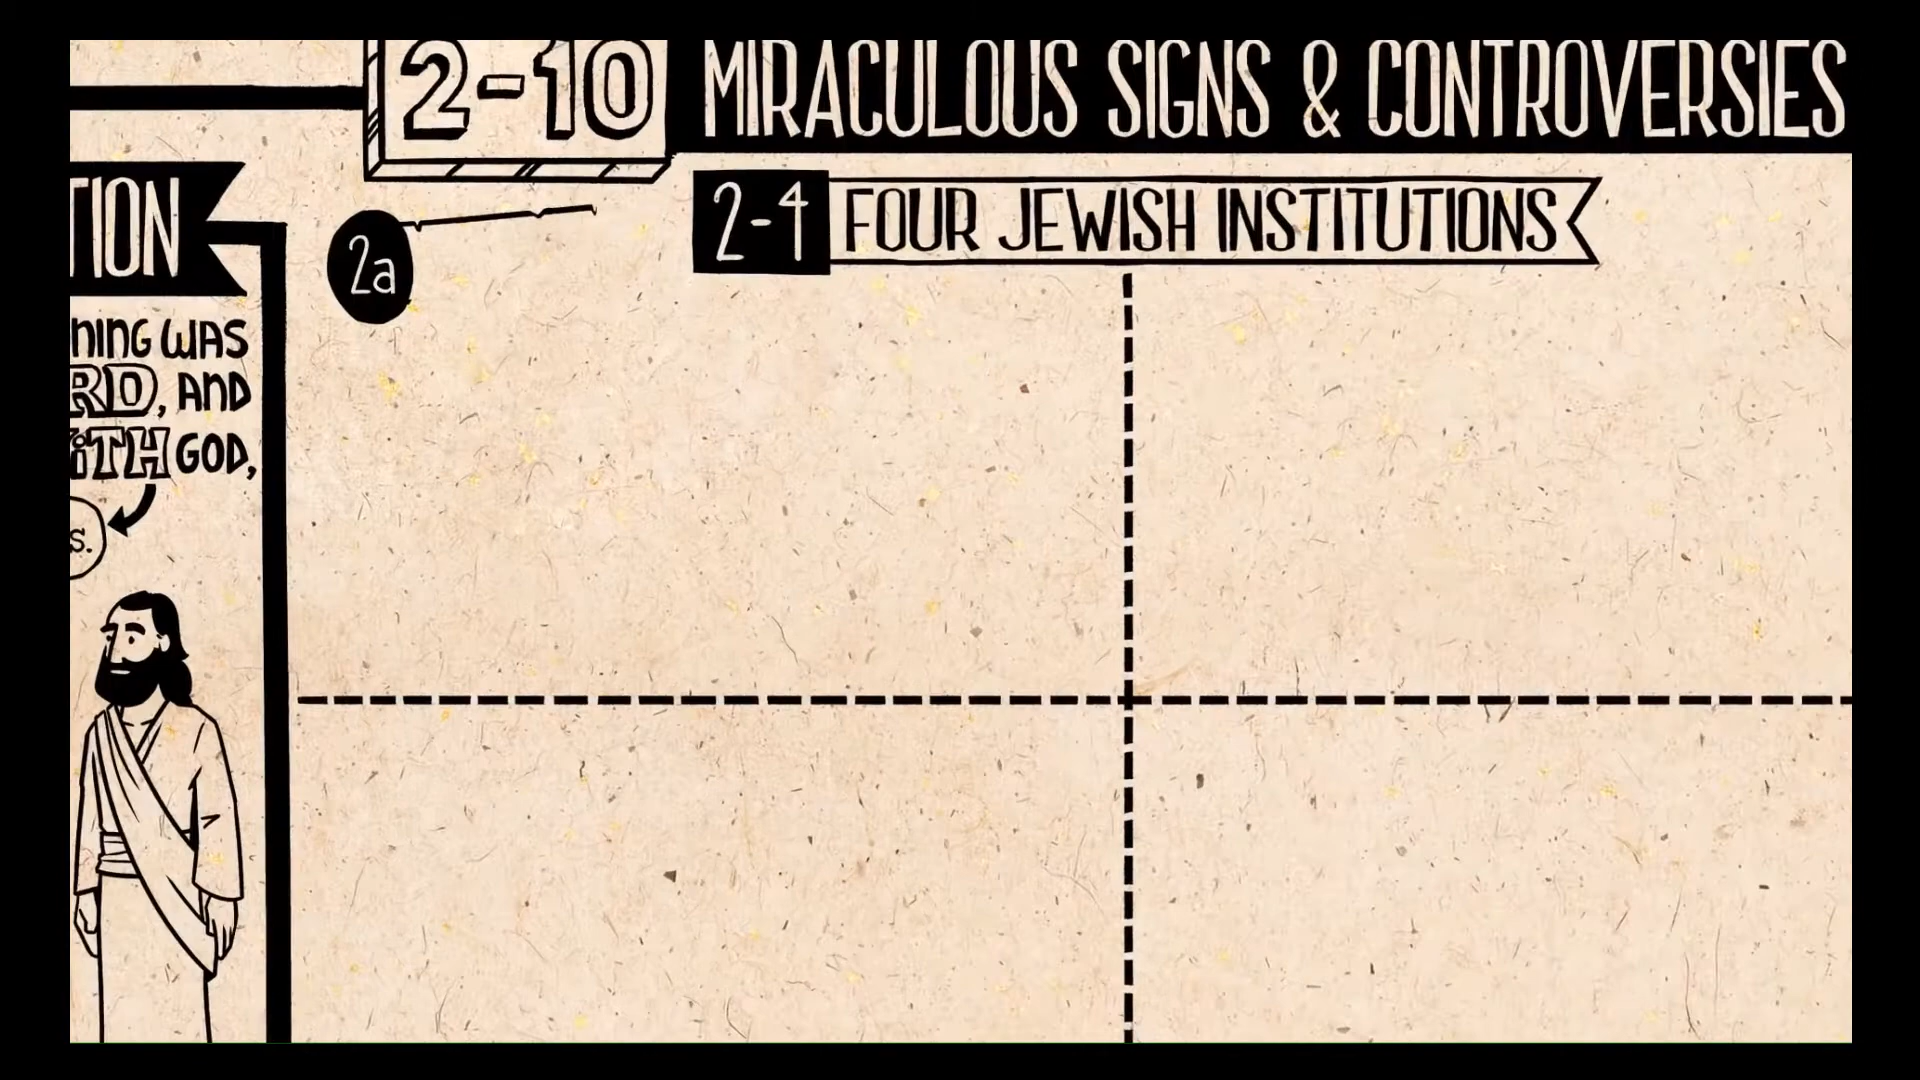 2-10 MIRACULOUS SIGNS & CONTROVERSIES
2-4 FOUR JEWISH INSTITUTIONS
2a
TION
NING WAS
RD, AND
ITH GOD,
S.